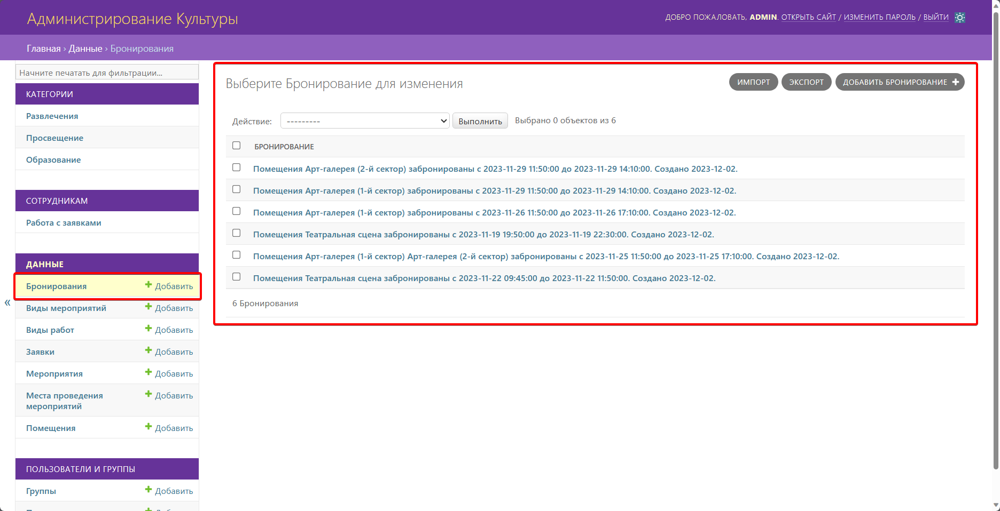 Администрирование Культуры
ДОБРО ПОЖАЛОВАТЬ, ADMIN. ОТКРЫТЬ САЙТ / ИЗМЕНИТЬ ПАРОЛЬ / ВЫЙТИ
Главная › Данные › Бронирования
Начните печатать для фильтрации...
КАТЕГОРИИ
Развлечения
Просвещение
Образование
СОТРУДНИКАМ
Работа с заявками
ДАННЫЕ
Бронирования Добавить
Виды мероприятий Добавить
Виды работ Добавить
Заявки Добавить
Мероприятия Добавить
Места проведения Добавить
мероприятий
Помещения Добавить
ПОЛЬЗОВАТЕЛИ И ГРУППЫ
Группы Добавить
«
Выберите Бронирование для изменения
ИМПОРТ
ЭКСПОРТ
ДОБАВИТЬ БРОНИРОВАНИЕ
Действие: --------- Выполнить Выбрано 0 объектов из 6
БРОНИРОВАНИЕ
Помещения Арт-галерея (2-й сектор) забронированы с 2023-11-29 11:50:00 до 2023-11-29 14:10:00. Создано 2023-12-02.
Помещения Арт-галерея (1-й сектор) забронированы с 2023-11-29 11:50:00 до 2023-11-29 14:10:00. Создано 2023-12-02.
Помещения Арт-галерея (1-й сектор) забронированы с 2023-11-26 11:50:00 до 2023-11-26 17:10:00. Создано 2023-12-02.
Помещения Театральная сцена забронированы с 2023-11-19 19:50:00 до 2023-11-19 22:30:00. Создано 2023-12-02.
Помещения Арт-галерея (1-й сектор) Арт-галерея (2-й сектор) забронированы с 2023-11-25 11:50:00 до 2023-11-25 17:10:00. Создано 2023-12-02.
Помещения Театральная сцена забронированы с 2023-11-22 09:45:00 до 2023-11-22 11:50:00. Создано 2023-12-02.
6 Бронирования